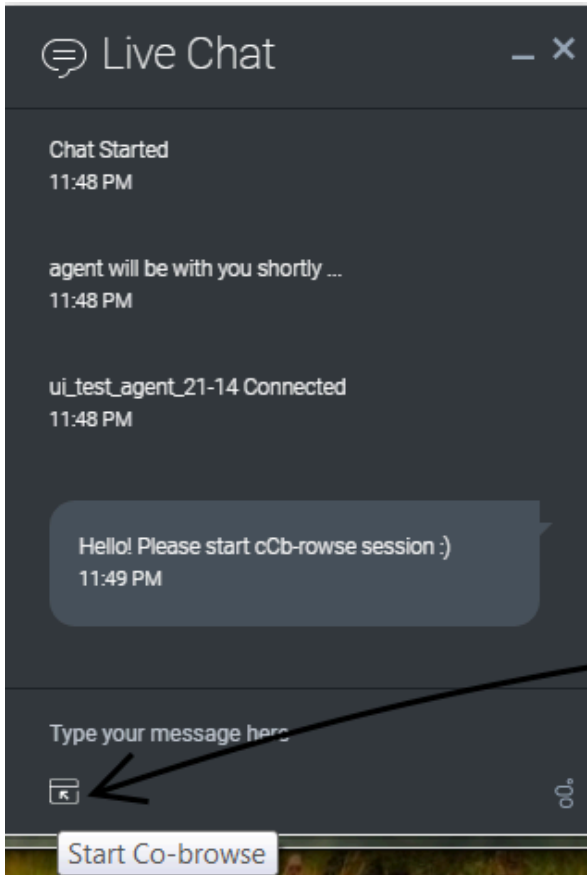 Live Chat
Chat Started
11:48 PM
agent will be with you shortly ...
11:48 PM
ui_test_agent_21-14 Connected
11:48 PM
Hello! Please start cCb-rowse session :)
11:49 PM
Type your message here
Start Co-browse